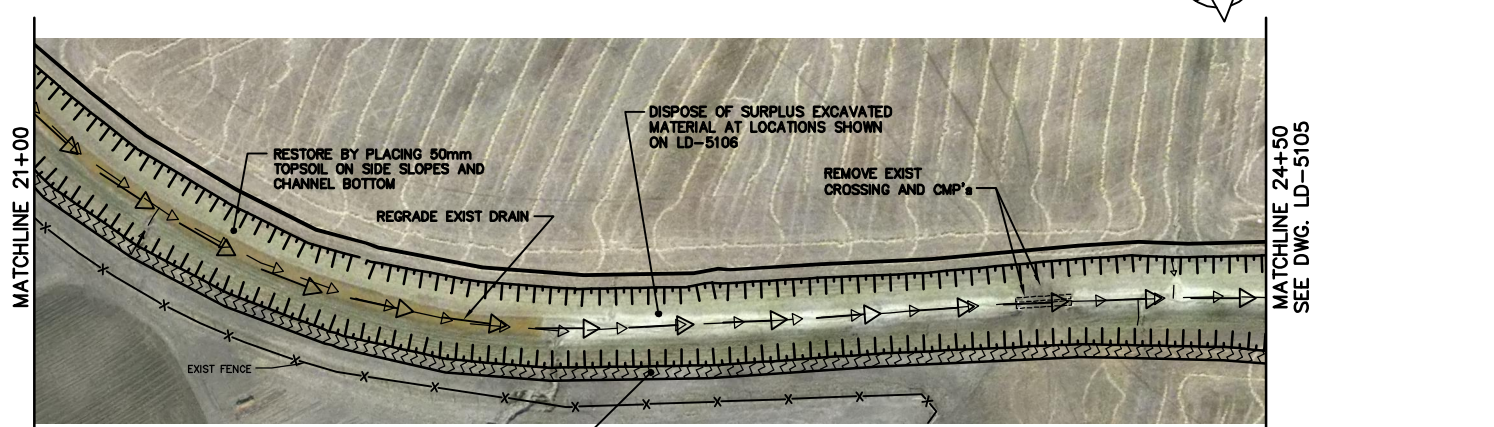 MATCHLINE 21+00
DISPOSE OF SURPLUS EXCAVATED
MATERIAL AT LOCATIONS SHOWN
ON LD-5106
RESTORE BY PLACING 50mm
TOPSOIL ON SIDE SLOPES AND
CHANNEL BOTTOM
REGRADE EXIST DRAIN
REMOVE EXIST
CROSSING AND CMP's
EXIST FENCE
MATCHLINE 24+50
SEE DWG. LD-5105